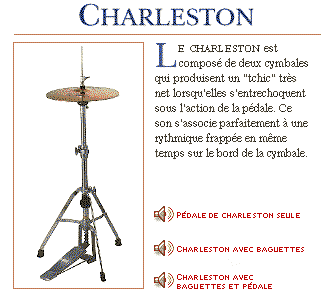 CHARLESTON
LE CHARLESTON est
composé de deux cymbales
qui produisent un "tchic" très
net lorsqu'elles s'entrechoquent
sous l'action de la pédale. Ce
son s'associe parfaitement à une
rythmique frappée en même
temps sur le bord de la cymbale.
PÉDALE DE CHARLESTON SEULE
CHARLESTON AVEC BAGUETTES
CHARLESTON AVEC
BAGUETTES ET PÉDALE